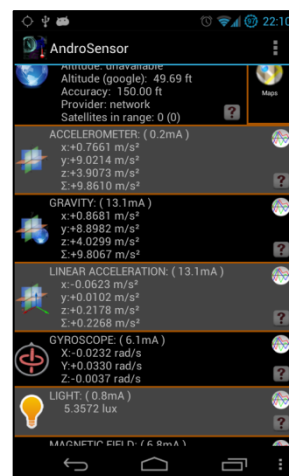 22:10
AndroSensor
Altitude: unavailable
Altitude (google): 49.69 ft
Accuracy: 150.00 ft
Provider: network
Satellites in range: 0 (0)
Maps
ACCELEROMETER: ( 0.2mA )
x:+0.7661 m/s²
y:+9.0214 m/s²
z:+3.9073 m/s²
Σ:+9.8610 m/s²
GRAVITY: ( 13.1mA )
x:+0.8681 m/s²
y:+8.8982 m/s²
z:+4.0299 m/s²
Σ:+9.8067 m/s²
LINEAR ACCELERATION: ( 13.1mA )
x:-0.0623 m/s²
y:+0.0102 m/s²
z:+0.2178 m/s²
Σ:+0.2268 m/s²
GYROSCOPE: ( 6.1mA )
X:-0.0232 rad/s
Y:+0.0330 rad/s
Z:-0.0037 rad/s
LIGHT: ( 0.8mA )
5.3572 lux
MAGNETIC FIELD: ( 6.8mA )